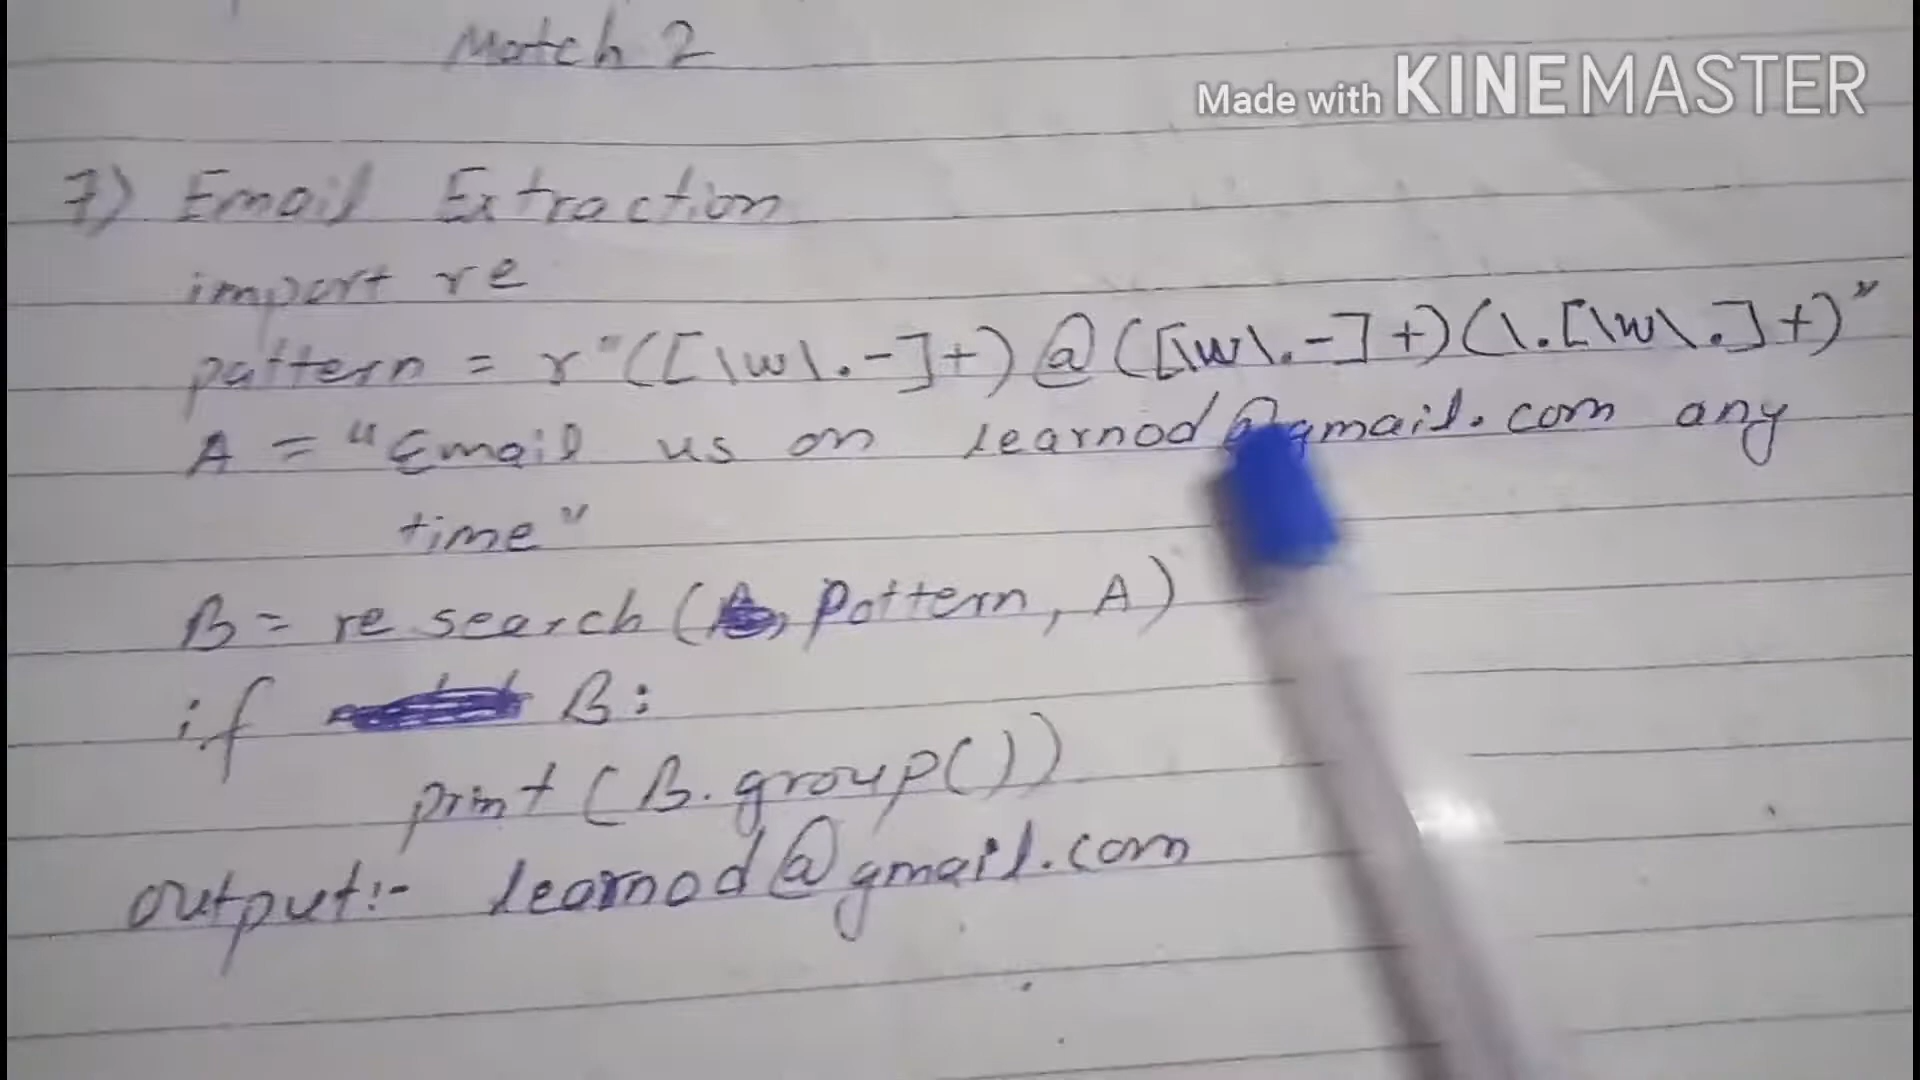 Match 2
Made with KINEMASTER
7) Email Extraction
import re
pattern = r"([\w\.-]+)@([\w\.-]+)(\.[\w\.]+)"
A = "Email us on learnod@gmail.com any
time"
B = re search (pattern, A)
if B:
print (B.group())
output:- learnod@gmail.com